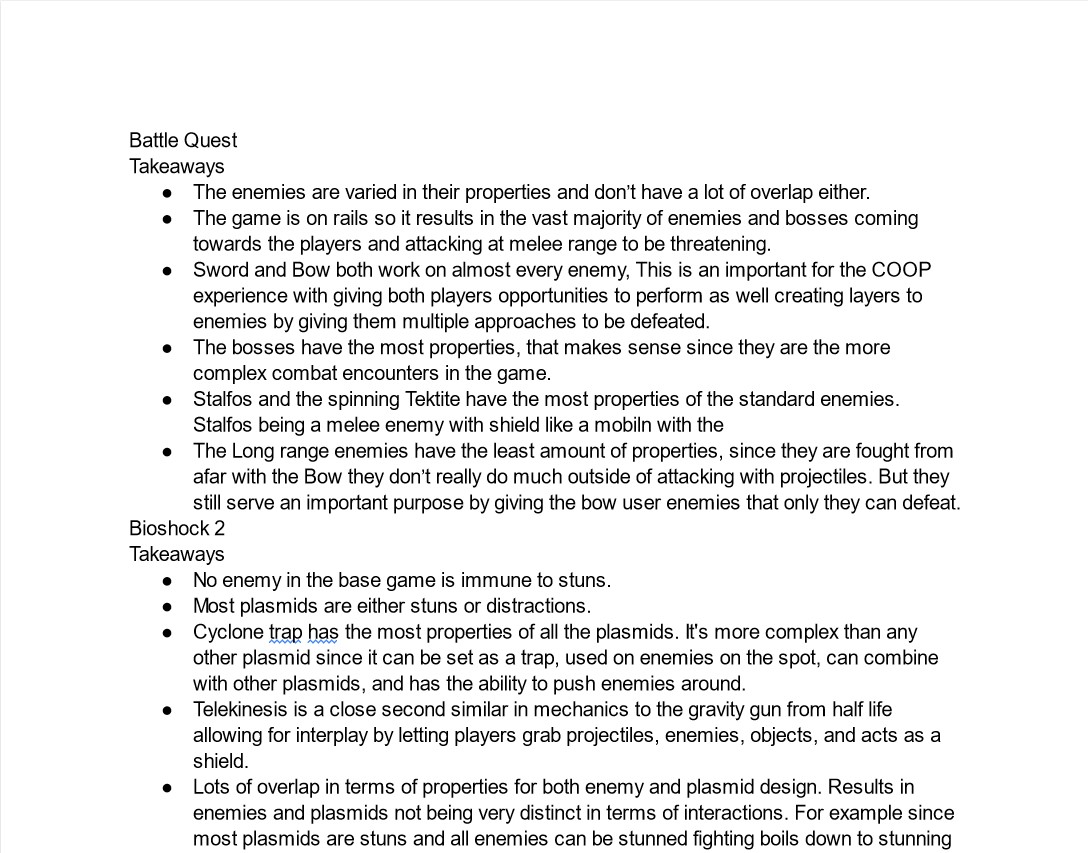 Battle Quest
Takeaways
● The enemies are varied in their properties and don’t have a lot of overlap either.
● The game is on rails so it results in the vast majority of enemies and bosses coming
towards the players and attacking at melee range to be threatening.
● Sword and Bow both work on almost every enemy, This is an important for the COOP
experience with giving both players opportunities to perform as well creating layers to
enemies by giving them multiple approaches to be defeated.
● The bosses have the most properties, that makes sense since they are the more
complex combat encounters in the game.
● Stalfos and the spinning Tektite have the most properties of the standard enemies.
Stalfos being a melee enemy with shield like a mobiln with the
● The Long range enemies have the least amount of properties, since they are fought from
afar with the Bow they don’t really do much outside of attacking with projectiles. But they
still serve an important purpose by giving the bow user enemies that only they can defeat.
Bioshock 2
Takeaways
● No enemy in the base game is immune to stuns.
● Most plasmids are either stuns or distractions.
● Cyclone trap has the most properties of all the plasmids. It's more complex than any
other plasmid since it can be set as a trap, used on enemies on the spot, can combine
with other plasmids, and has the ability to push enemies around.
● Telekinesis is a close second similar in mechanics to the gravity gun from half life
allowing for interplay by letting players grab projectiles, enemies, objects, and acts as a
shield.
● Lots of overlap in terms of properties for both enemy and plasmid design. Results in
enemies and plasmids not being very distinct in terms of interactions. For example since
most plasmids are stuns and all enemies can be stunned fighting boils down to stunning